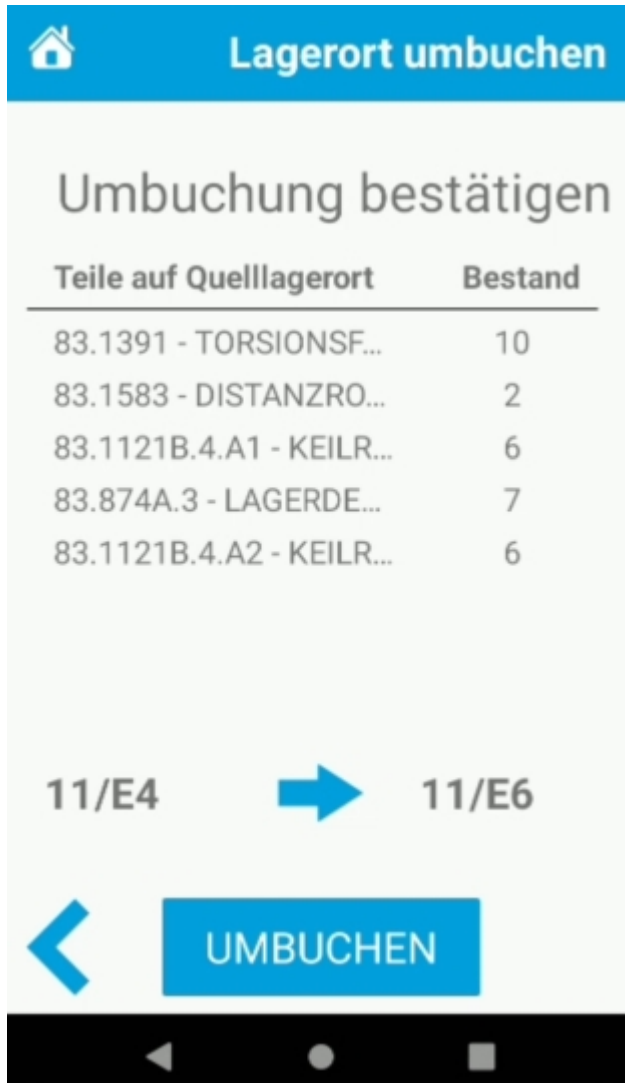 Lagerort umbuchen
Umbuchung bestätigen
Teile auf Quelllagerort Bestand
83.1391 - TORSIONSF... 10
83.1583 - DISTANZRO... 2
83.1121B.4.A1 - KEILR... 6
83.874A.3 - LAGERDE... 7
83.1121B.4.A2 - KEILR... 6
11/E4 11/E6
UMBUCHEN